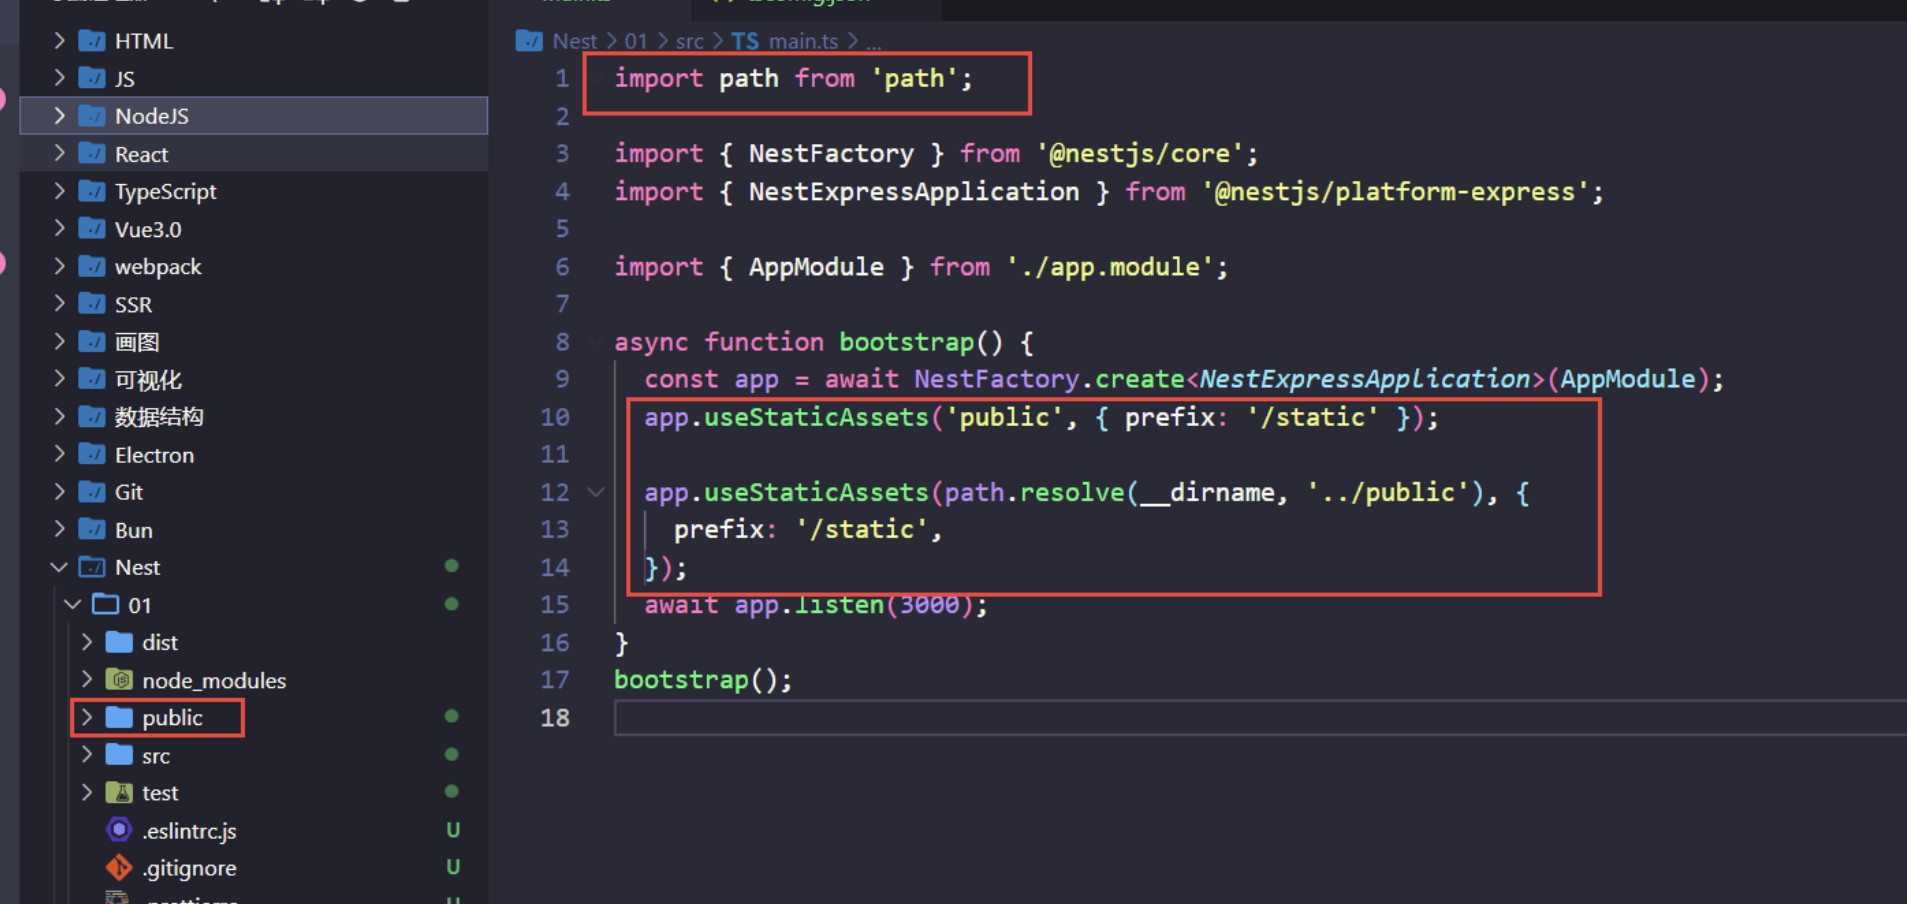 HTML
JS
NodeJS
React
TypeScript
Vue3.0
webpack
SSR
画图
可视化
数据结构
Electron
Git
Bun
Nest
01
dist
node_modules
public
src
test
.eslintrc.js U
.gitignore U
Nest > 01 > src > TS main.ts > ...
1 import path from 'path';
2
3 import { NestFactory } from '@nestjs/core';
4 import { NestExpressApplication } from '@nestjs/platform-express';
5
6 import { AppModule } from './app.module';
7
8 async function bootstrap() {
9 const app = await NestFactory.create<NestExpressApplication>(AppModule);
10 app.useStaticAssets('public', { prefix: '/static' });
11
12 app.useStaticAssets(path.resolve(__dirname, '../public'), {
13 prefix: '/static',
14 });
15 await app.listen(3000);
16 }
17 bootstrap();
18